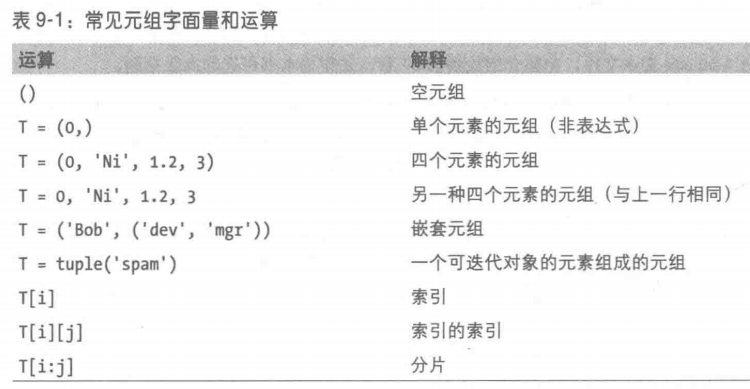 表 9-1：常见元组字面量和运算
运算 解释
() 空元组
T = (0,) 单个元素的元组（非表达式）
T = (0, 'Ni', 1.2, 3) 四个元素的元组
T = 0, 'Ni', 1.2, 3 另一种四个元素的元组（与上一行相同）
T = ('Bob', ('dev', 'mgr')) 嵌套元组
T = tuple('spam') 一个可迭代对象的元素组成的元组
T[i] 索引
T[i][j] 索引的索引
T[i:j] 分片